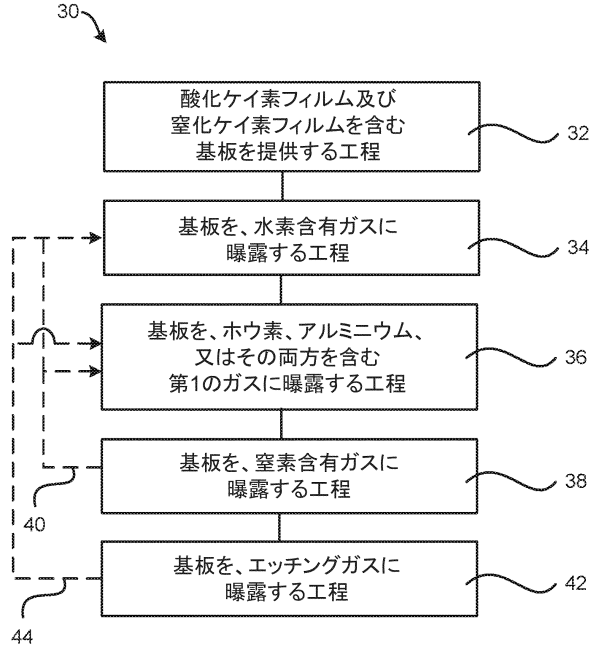 30
酸化ケイ素フィルム及び
窒化ケイ素フィルムを含む
基板を提供する工程
32
基板を、水素含有ガスに
曝露する工程
34
基板を、ホウ素、アルミニウム、
又はその両方を含む
第1のガスに曝露する工程
36
基板を、窒素含有ガスに
曝露する工程
38
40
基板を、エッチングガスに
曝露する工程
42
44